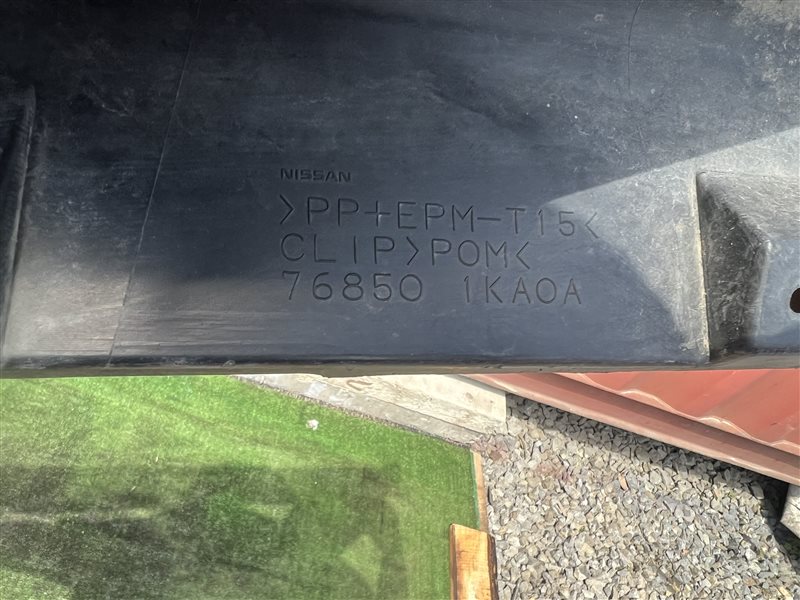 NISSAN
>PP+EPM-T15<
CLIP>POM<
76850 1KA0A